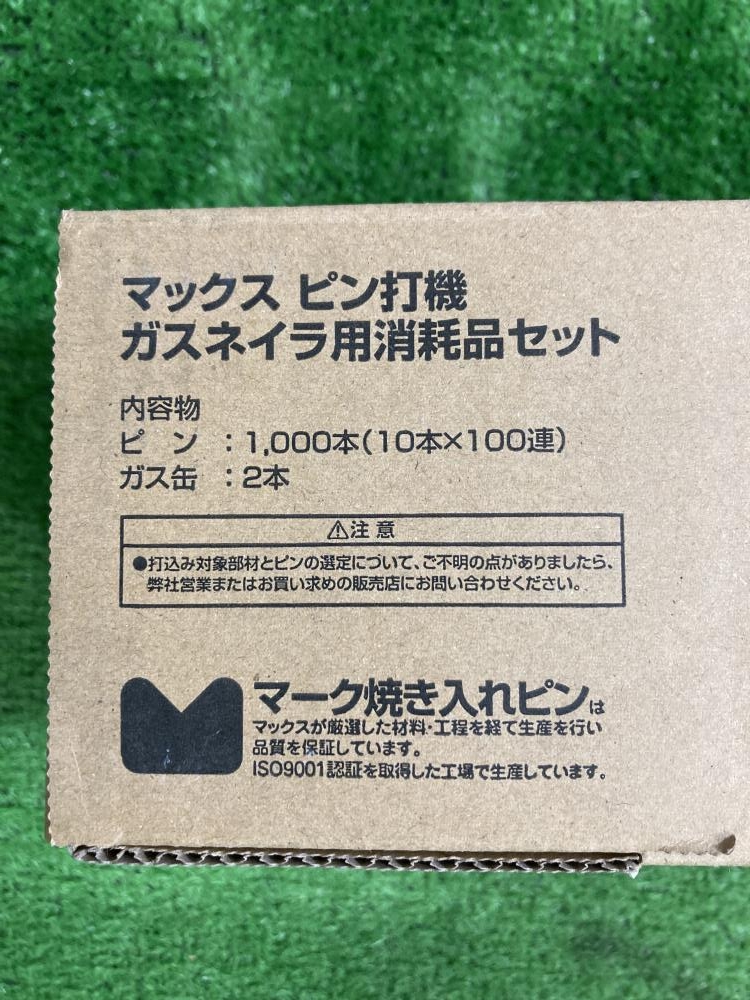 マックス ピン打機
ガスネイラ用消耗品セット
内容物
ピン : 1,000本(10本×100連)
ガス缶 : 2本
⚠注意
●打込み対象部材とピンの選定について、ご不明の点がありましたら、
弊社営業またはお買い求めの販売店にお問い合わせください。
マーク焼き入れピンは
マックスが厳選した材料・工程を経て生産を行い
品質を保証しています。
ISO9001認証を取得した工場で生産しています。